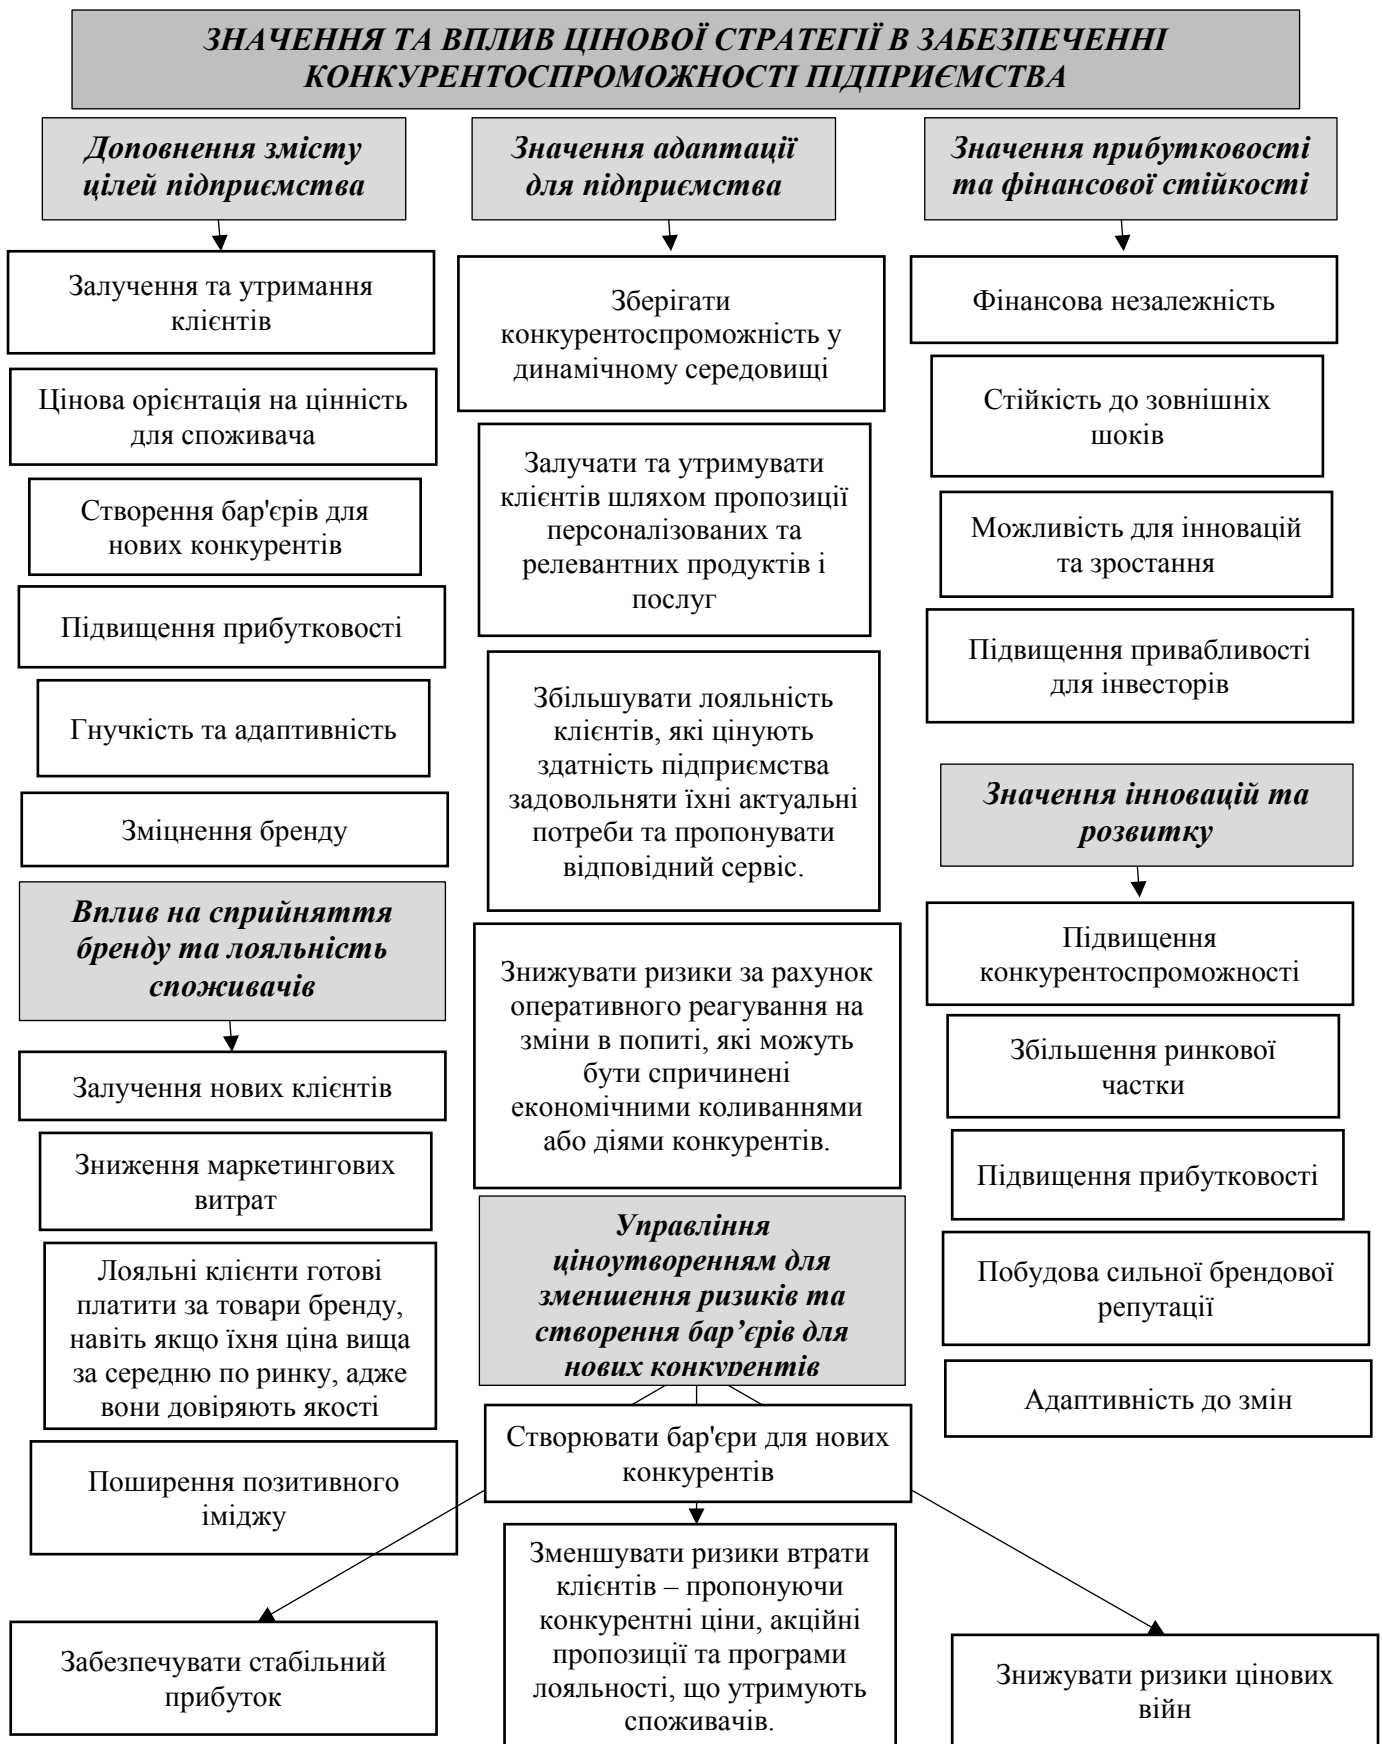 ЗНАЧЕННЯ ТА ВПЛИВ ЦІНОВОЇ СТРАТЕГІЇ В ЗАБЕЗПЕЧЕННІ
КОНКУРЕНТОСПРОМОЖНОСТІ ПІДПРИЄМСТВА
Доповнення змісту
цілей підприємства
Залучення та утримання
клієнтів
Цінова орієнтація на цінність
для споживача
Створення бар'єрів для
нових конкурентів
Підвищення прибутковості
Гнучкість та адаптивність
Зміцнення бренду
Вплив на сприйняття
бренду та лояльність
споживачів
Залучення нових клієнтів
Зниження маркетингових
витрат
Лояльні клієнти готові
платити за товари бренду,
навіть якщо їхня ціна вища
за середню по ринку, адже
вони довіряють якості
Поширення позитивного
іміджу
Значення адаптації
для підприємства
Зберігати
конкурентоспроможність у
динамічному середовищі
Залучати та утримувати
клієнтів шляхом пропозиції
персоналізованих та
релевантних продуктів і
послуг
Збільшувати лояльність
клієнтів, які цінують
здатність підприємства
задовольняти їхні актуальні
потреби та пропонувати
відповідний сервіс.
Знижувати ризики за рахунок
оперативного реагування на
зміни в попиті, які можуть
бути спричинені
економічними коливаннями
або діями конкурентів.
Значення прибутковості
та фінансової стійкості
Фінансова незалежність
Стійкість до зовнішніх
шоків
Можливість для інновацій
та зростання
Підвищення привабливості
для інвесторів
Значення інновацій та
розвитку
Підвищення
конкурентоспроможності
Збільшення ринкової
частки
Підвищення прибутковості
Побудова сильної брендової
репутації
Адаптивність до змін
Управління
ціноутворенням для
зменшення ризиків та
створення бар’єрів для
нових конкурентів
Створювати бар'єри для нових
конкурентів
Забезпечувати стабільний
прибуток
Зменшувати ризики втрати
клієнтів – пропонуючи
конкурентні ціни, акційні
пропозиції та програми
лояльності, що утримують
споживачів.
Знижувати ризики цінових
війн